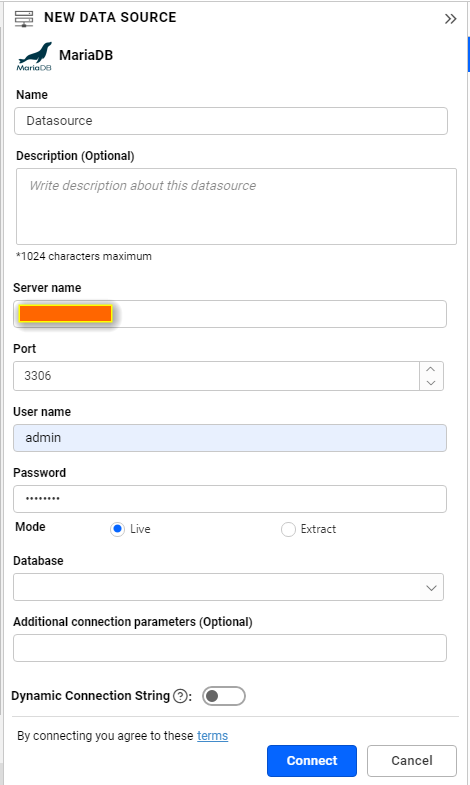 NEW DATA SOURCE
MariaDB
MariaDB
Name
Datasource
Description (Optional)
Write description about this datasource
*1024 characters maximum
Server name
Port
3306
User name
admin
Password
••••••••
Mode
Live
Extract
Database
Additional connection parameters (Optional)
Dynamic Connection String ? :
By connecting you agree to these terms
Connect
Cancel